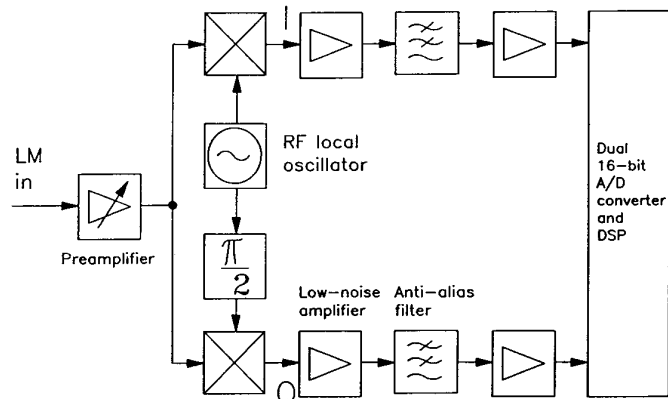 I
LM
in
Preamplifier
RF local
oscillator
π
2
Low-noise
amplifier
Anti-alias
filter
Q
Dual
16-bit
A/D
converter
and
DSP